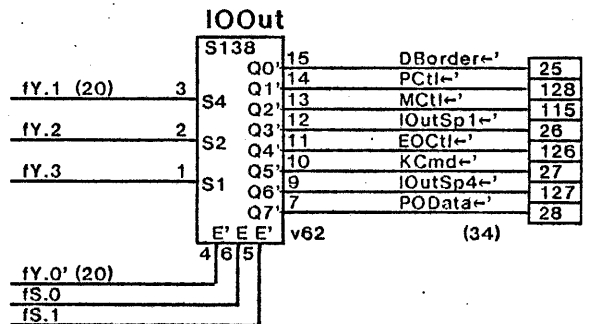 IOOut
S138
fY.1 (20) 3 S4
fY.2 2 S2
fY.3 1 S1
Q0' 15 DBorder←' 25
Q1' 14 PCtl←' 128
Q2' 13 MCtl←' 115
Q3' 12 IOutSp1←' 26
Q4' 11 EOCtl←' 126
Q5' 10 KCmd←' 27
Q6' 9 IOutSp4←' 127
Q7' 7 POData←' 28
E' E E' v62 (34)
4 6 5
fY.0' (20)
fS.0
fS.1